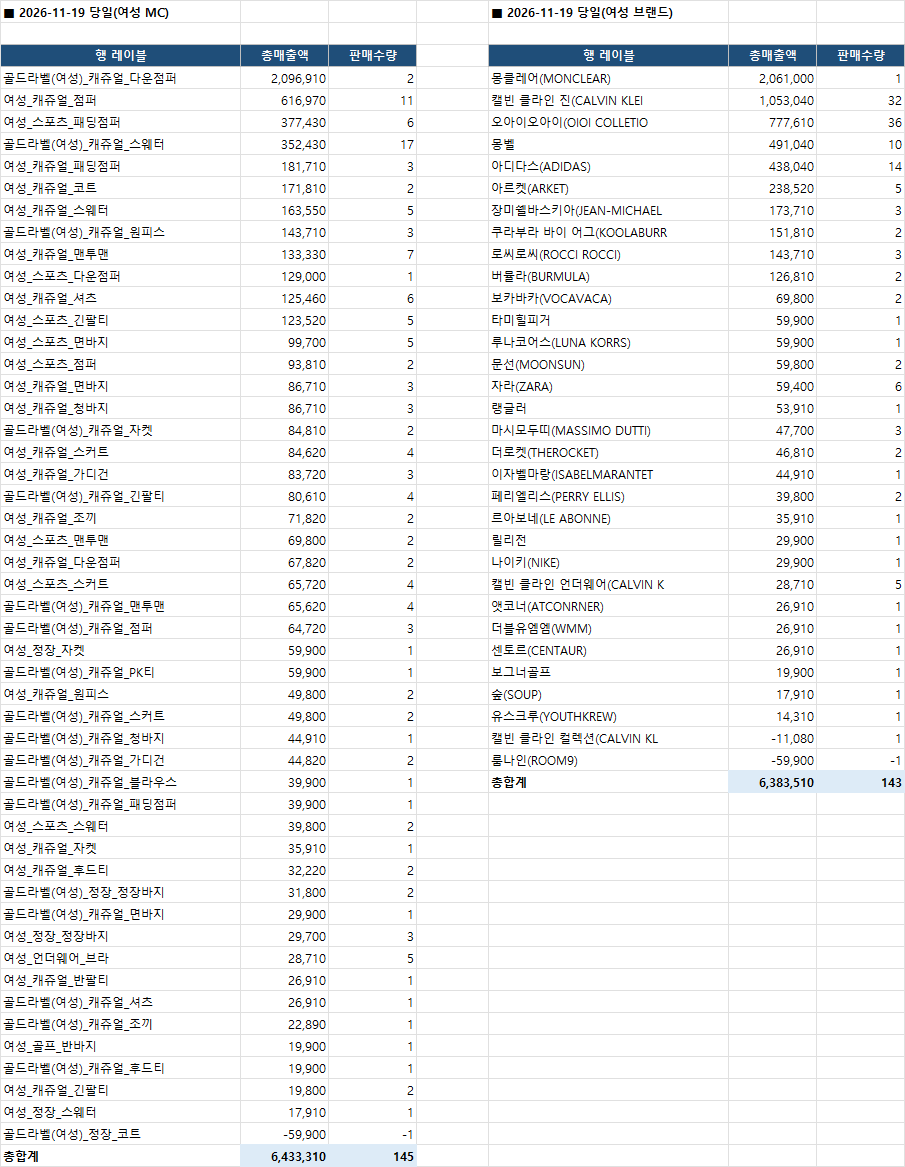 ■ 2026-11-19 당일(여성 MC)
행 레이블 총매출액 판매수량
골드라벨(여성)_캐쥬얼_다운점퍼 2,096,910 2
여성_캐쥬얼_점퍼 616,970 11
여성_스포츠_패딩점퍼 377,430 6
골드라벨(여성)_캐쥬얼_스웨터 352,430 17
여성_캐쥬얼_패딩점퍼 181,710 3
여성_캐쥬얼_코트 171,810 2
여성_캐쥬얼_스웨터 163,550 5
골드라벨(여성)_캐쥬얼_원피스 143,710 3
여성_캐쥬얼_맨투맨 133,330 7
여성_스포츠_다운점퍼 129,000 1
여성_캐쥬얼_셔츠 125,460 6
여성_스포츠_긴팔티 123,520 5
여성_스포츠_면바지 99,700 5
여성_스포츠_점퍼 93,810 2
여성_캐쥬얼_면바지 86,710 3
여성_캐쥬얼_청바지 86,710 3
골드라벨(여성)_캐쥬얼_자켓 84,810 2
여성_캐쥬얼_스커트 84,620 4
여성_캐쥬얼_가디건 83,720 3
골드라벨(여성)_캐쥬얼_긴팔티 80,610 4
여성_캐쥬얼_조끼 71,820 2
여성_스포츠_맨투맨 69,800 2
여성_캐쥬얼_다운점퍼 67,820 2
여성_스포츠_스커트 65,720 4
골드라벨(여성)_캐쥬얼_맨투맨 65,620 4
골드라벨(여성)_캐쥬얼_점퍼 64,720 3
여성_정장_자켓 59,900 1
골드라벨(여성)_캐쥬얼_PK티 59,900 1
여성_캐쥬얼_원피스 49,800 2
골드라벨(여성)_캐쥬얼_스커트 49,800 2
골드라벨(여성)_캐쥬얼_청바지 44,910 1
골드라벨(여성)_캐쥬얼_가디건 44,820 2
골드라벨(여성)_캐쥬얼_블라우스 39,900 1
골드라벨(여성)_캐쥬얼_패딩점퍼 39,900 1
여성_스포츠_스웨터 39,800 2
여성_캐쥬얼_자켓 35,910 1
여성_캐쥬얼_후드티 32,220 2
골드라벨(여성)_정장_정장바지 31,800 2
골드라벨(여성)_캐쥬얼_면바지 29,900 1
여성_정장_정장바지 29,700 3
여성_언더웨어_브라 28,710 5
여성_캐쥬얼_반팔티 26,910 1
골드라벨(여성)_캐쥬얼_셔츠 26,910 1
골드라벨(여성)_캐쥬얼_조끼 22,890 1
여성_골프_반바지 19,900 1
골드라벨(여성)_캐쥬얼_후드티 19,900 1
여성_캐쥬얼_긴팔티 19,800 2
여성_정장_스웨터 17,910 1
골드라벨(여성)_정장_코트 -59,900 -1
총합계 6,433,310 145
■ 2026-11-19 당일(여성 브랜드)
행 레이블 총매출액 판매수량
몽클레어(MONCLEAR) 2,061,000 1
캘빈 클라인 진(CALVIN KLEI 1,053,040 32
오아이오아이(OIOI COLLETIO 777,610 36
몽벨 491,040 10
아디다스(ADIDAS) 438,040 14
아르켓(ARKET) 238,520 5
장미쉘바스키아(JEAN-MICHAEL 173,710 3
쿠라부라 바이 어그(KOOLABURR 151,810 2
로씨로씨(ROCCI ROCCI) 143,710 3
버뮬라(BURMULA) 126,810 2
보카바카(VOCAVACA) 69,800 2
타미힐피거 59,900 1
루나코어스(LUNA KORRS) 59,900 1
문선(MOONSUN) 59,800 2
자라(ZARA) 59,400 6
랭글러 53,910 1
마시모두띠(MASSIMO DUTTI) 47,700 3
더로켓(THEROCKET) 46,810 2
이자벨마랑(ISABELMARANTET 44,910 1
페리엘리스(PERRY ELLIS) 39,800 2
르아보네(LE ABONNE) 35,910 1
릴리전 29,900 1
나이키(NIKE) 29,900 1
캘빈 클라인 언더웨어(CALVIN K 28,710 5
앳코너(ATCONRNER) 26,910 1
더블유엠엠(WMM) 26,910 1
센토르(CENTAUR) 26,910 1
보그너골프 19,900 1
숲(SOUP) 17,910 1
유스크루(YOUTHKREW) 14,310 1
캘빈 클라인 컬렉션(CALVIN KL -11,080 1
룸나인(ROOM9) -59,900 -1
총합계 6,383,510 143